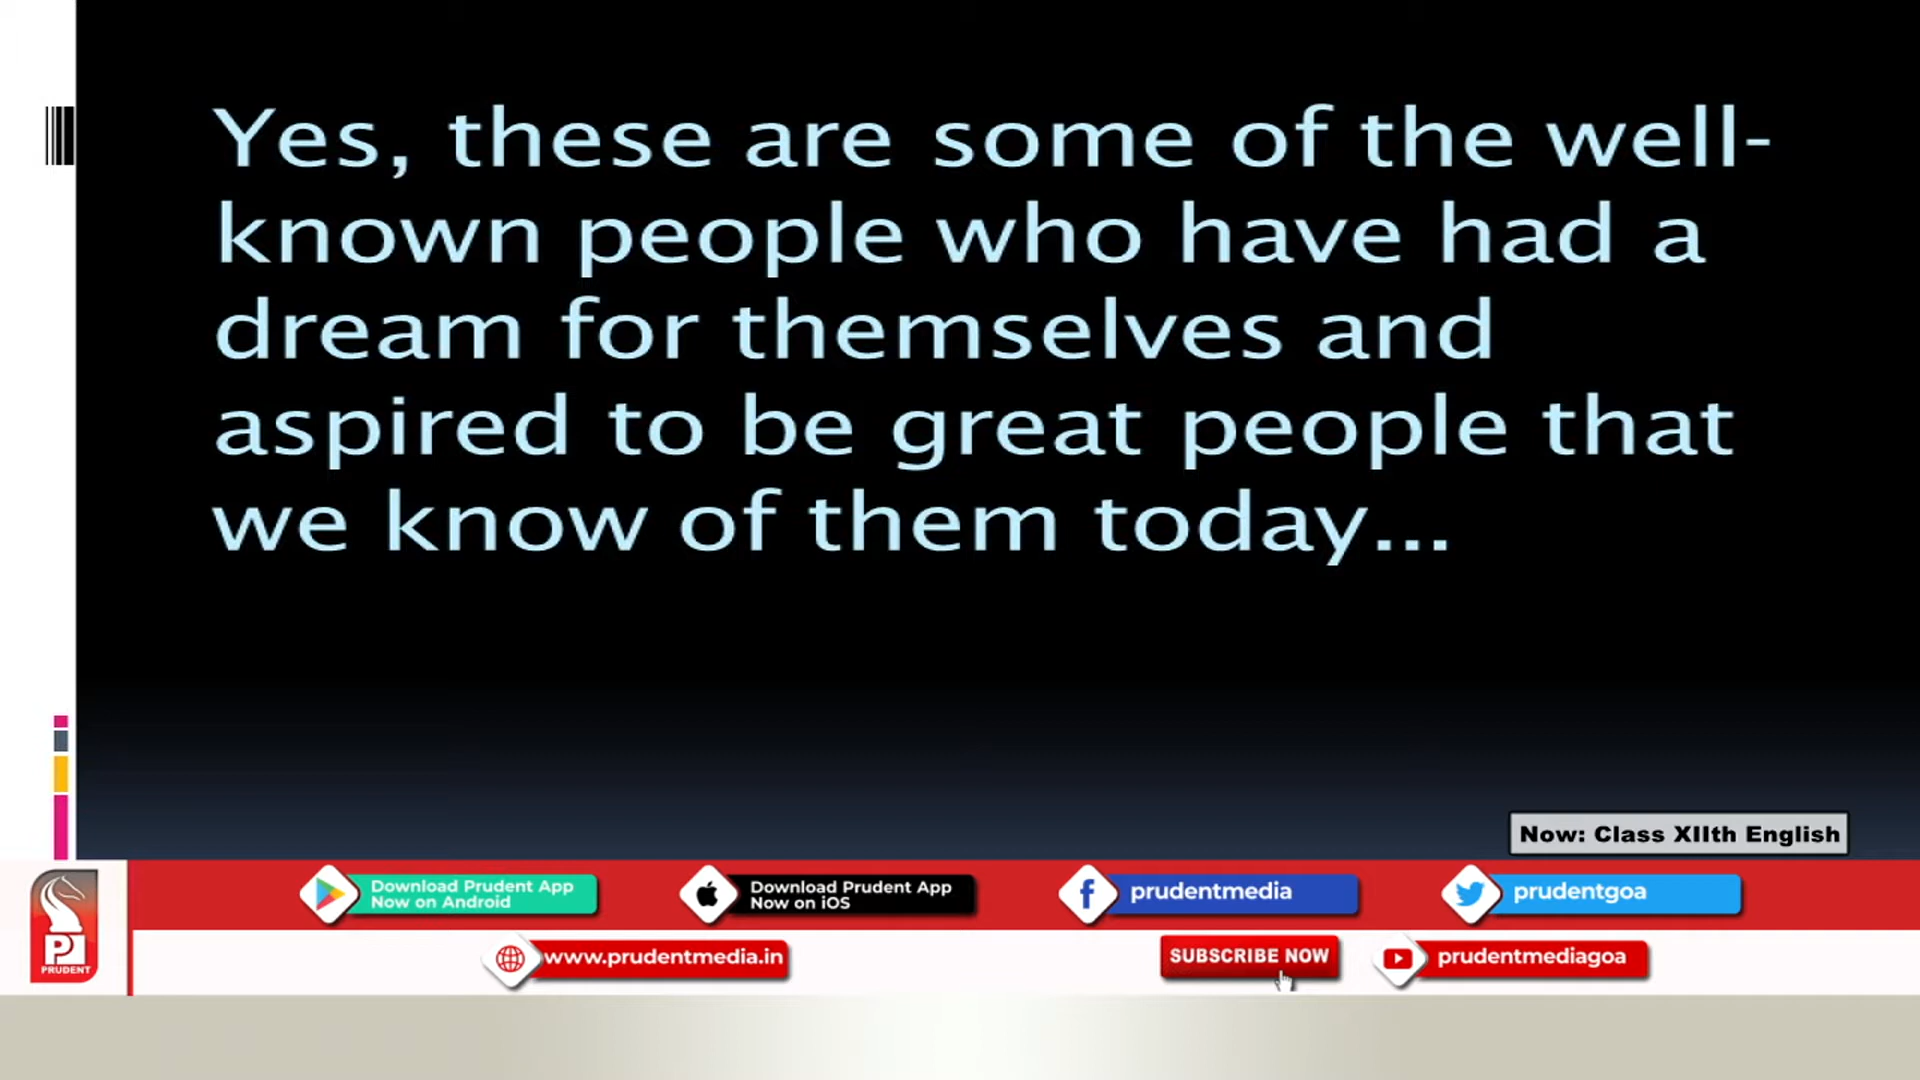 Yes, these are some of the well-
known people who have had a
dream for themselves and
aspired to be great people that
we know of them today...
Now: Class XIIth English
Download Prudent App
Now on Android
Download Prudent App
Now on iOS
prudentmedia
prudentgoa
PRUDENT
www.prudentmedia.in
SUBSCRIBE NOW
prudentmediagoa